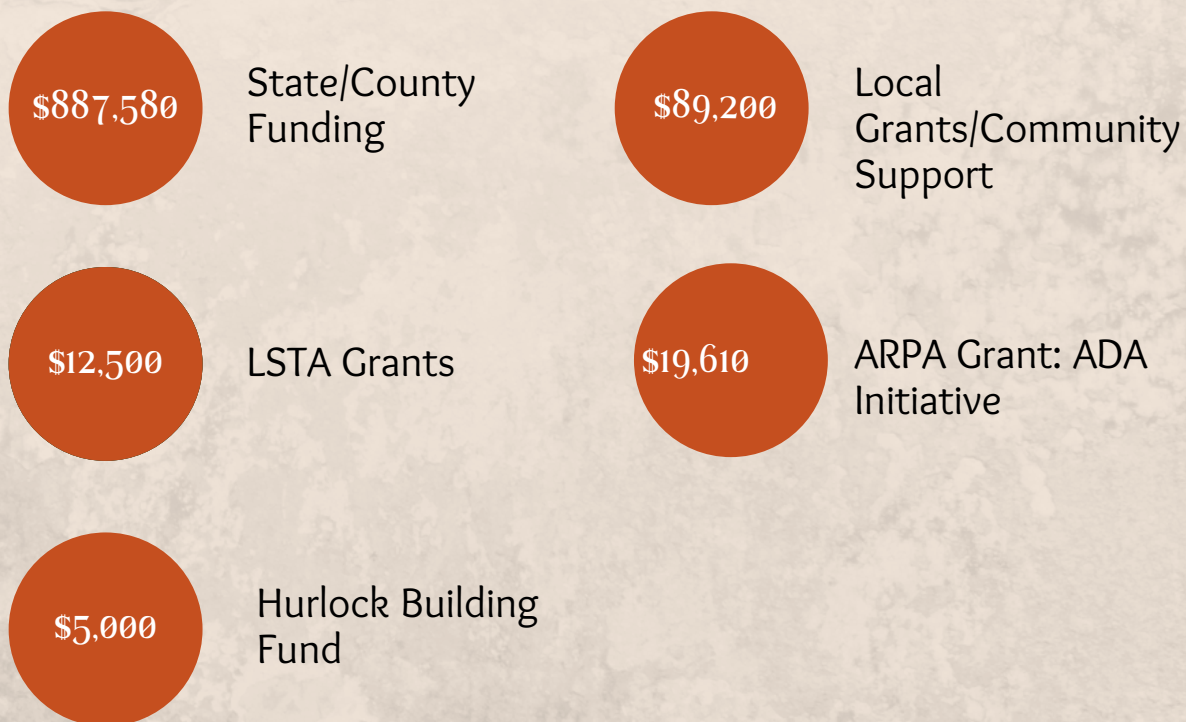 $887,580
State/County
Funding
$89,200
Local
Grants/Community
Support
$12,500
LSTA Grants
$19,610
ARPA Grant: ADA
Initiative
$5,000
Hurlock Building
Fund